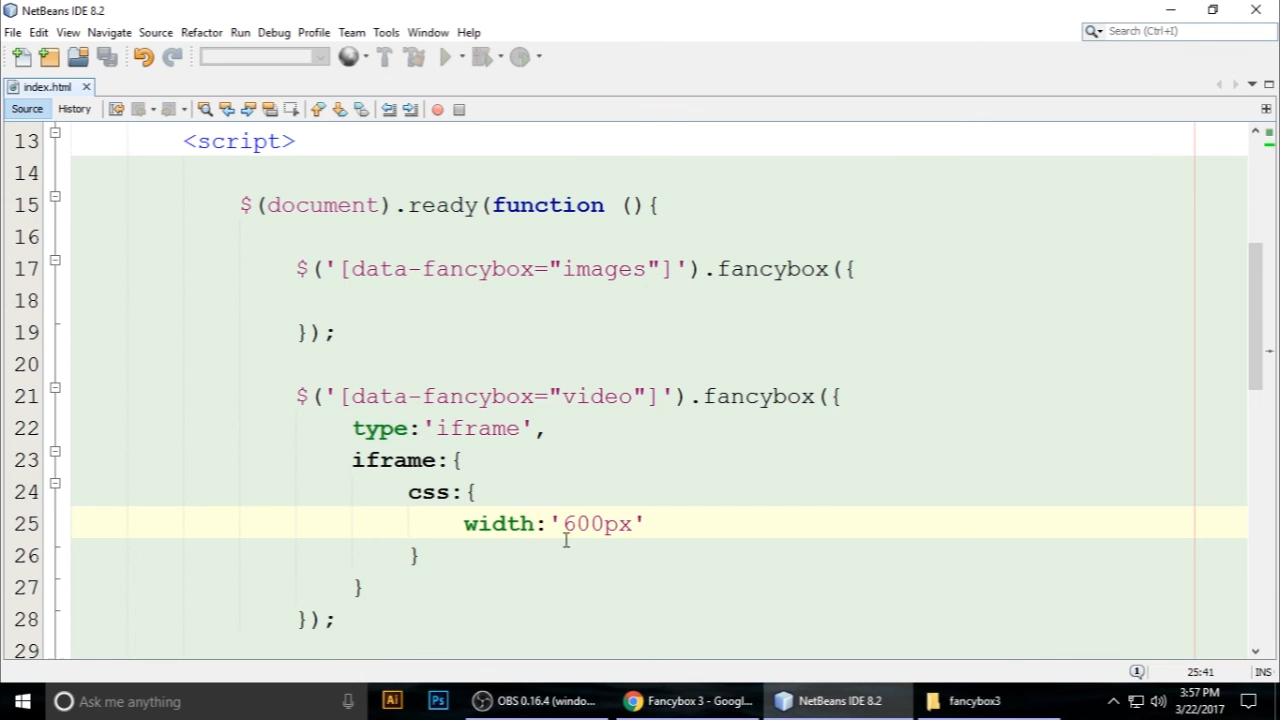 NetBeans IDE 8.2
File Edit View Navigate Source Refactor Run Debug Profile Team Tools Window Help
Search (Ctrl+I)
index.html
Source History
13 <script>
14
15 $(document).ready(function (){
16
17 $('[data-fancybox="images"]').fancybox({
18
19 });
20
21 $('[data-fancybox="video"]').fancybox({
22 type:'iframe',
23 iframe:{
24 css:{
25 width:'600px'
26 }
27 }
28 });
29
1 25:41 INS
Ask me anything
Ai
Ps
OBS 0.16.4 (windo...
Fancybox 3 - Googl...
NetBeans IDE 8.2
fancybox3
3:57 PM
3/22/2017